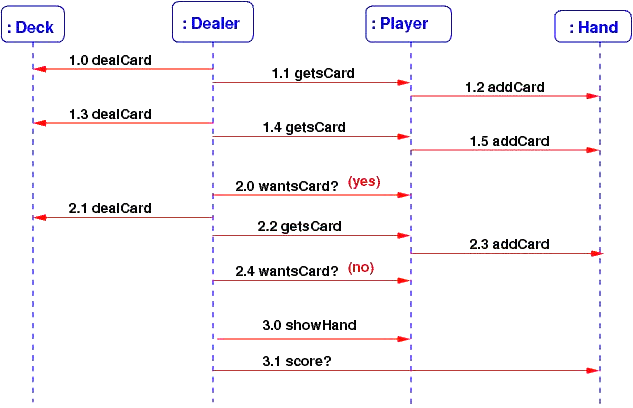 : Deck
: Dealer
: Player
: Hand
1.0 dealCard
1.1 getsCard
1.2 addCard
1.3 dealCard
1.4 getsCard
1.5 addCard
2.0 wantsCard? (yes)
2.1 dealCard
2.2 getsCard
2.3 addCard
2.4 wantsCard? (no)
3.0 showHand
3.1 score?